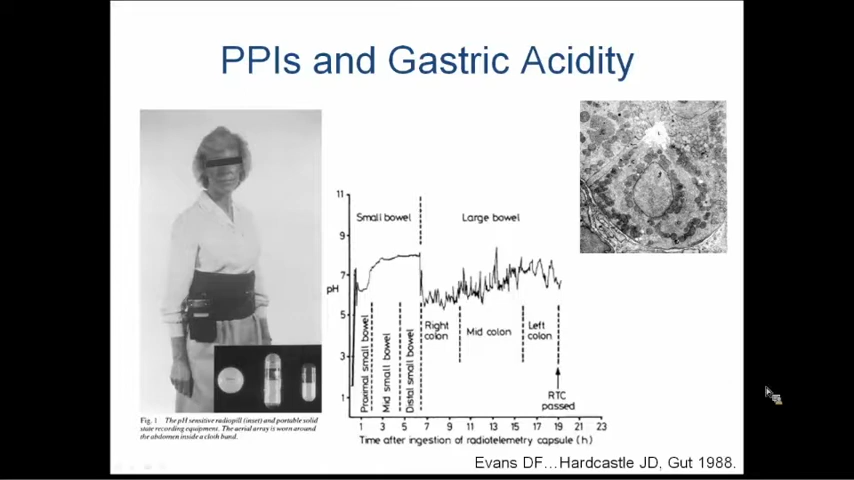 PPIs and Gastric Acidity
Fig. 1 The pH sensitive radiopill (inset) and portable solid
state recording equipment. The aerial array is worn around
the abdomen inside a cloth band.
11
9
7
5
3
1
pH
Small bowel
Large bowel
Proximal small bowel
Mid small bowel
Distal small bowel
Right
colon
Mid colon
Left
colon
RTC
passed
1 3 5 7 9 11 13 15 17 19 21 23
Time after ingestion of radiotelemetry capsule (h)
Evans DF...Hardcastle JD, Gut 1988.